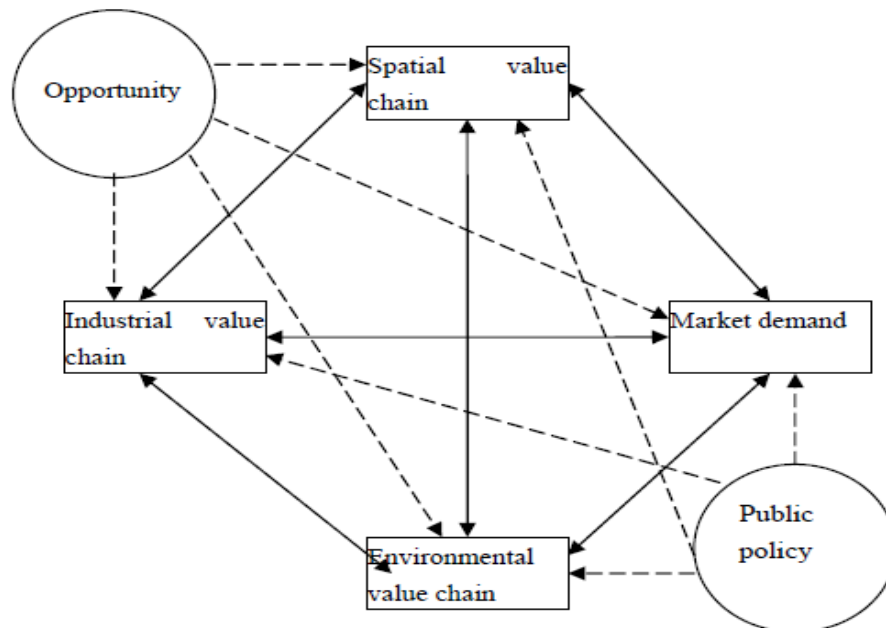 Opportunity
Spatial value
chain
Industrial value
chain
Market demand
Environmental
value chain
Public
policy